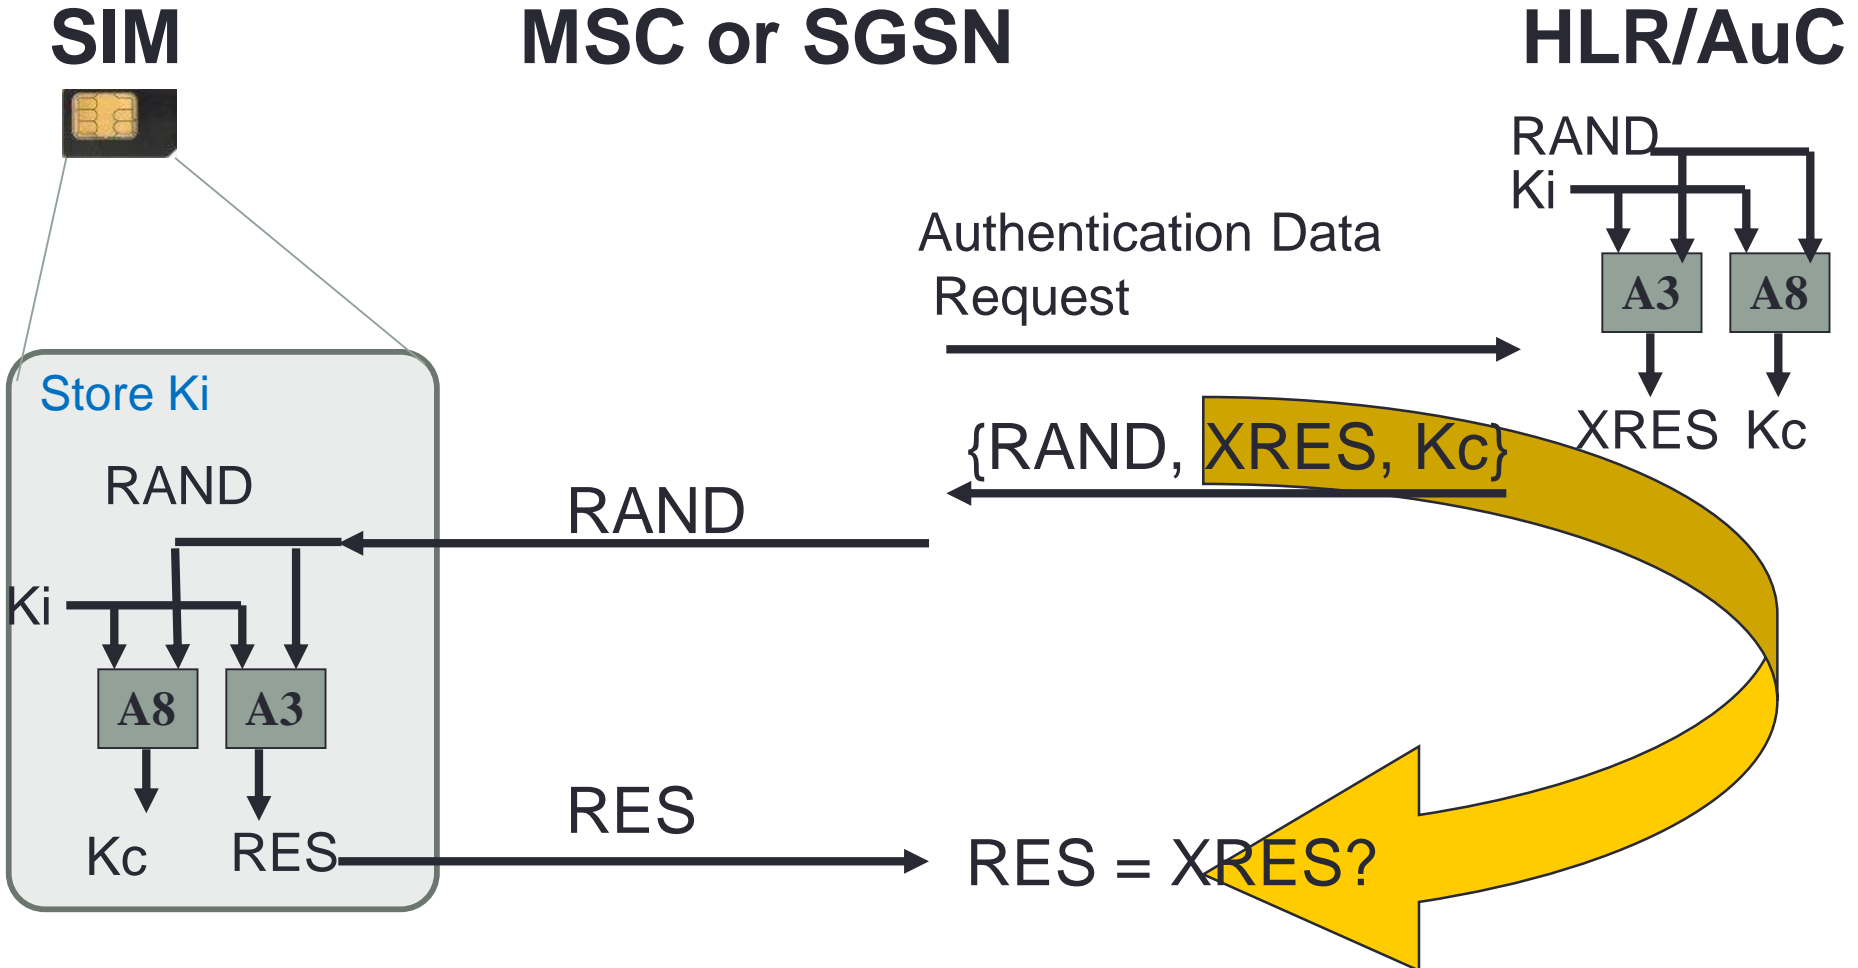 SIM
MSC or SGSN
HLR/AuC
RAND
Ki
Authentication Data
Request
A3
A8
Store Ki
{RAND, XRES, Kc}
XRES
Kc
RAND
RAND
Ki
A8
A3
RES
Kc
RES
RES = XRES?